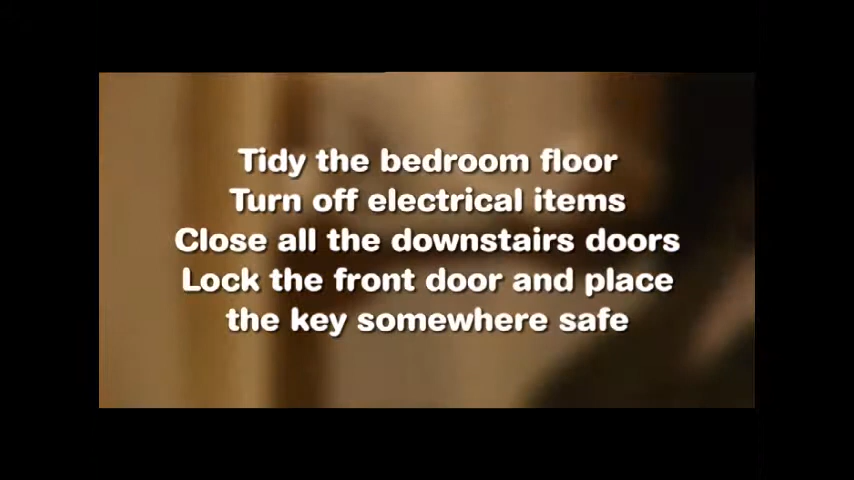 Tidy the bedroom floor
Turn off electrical items
Close all the downstairs doors
Lock the front door and place
the key somewhere safe